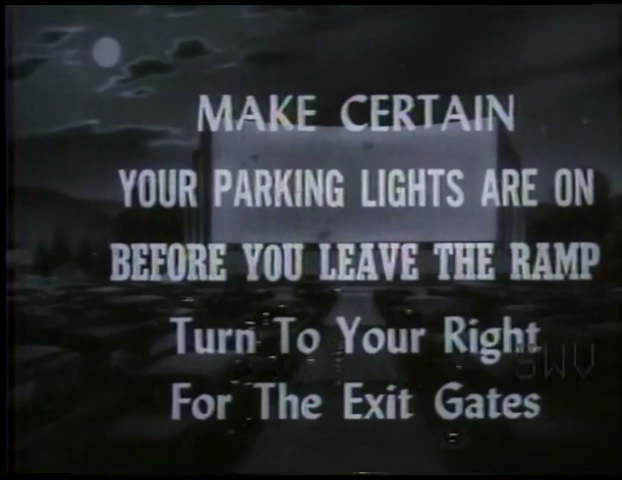 MAKE CERTAIN
YOUR PARKING LIGHTS ARE ON
BEFORE YOU LEAVE THE RAMP
Turn To Your Right
SWV
For The Exit Gates